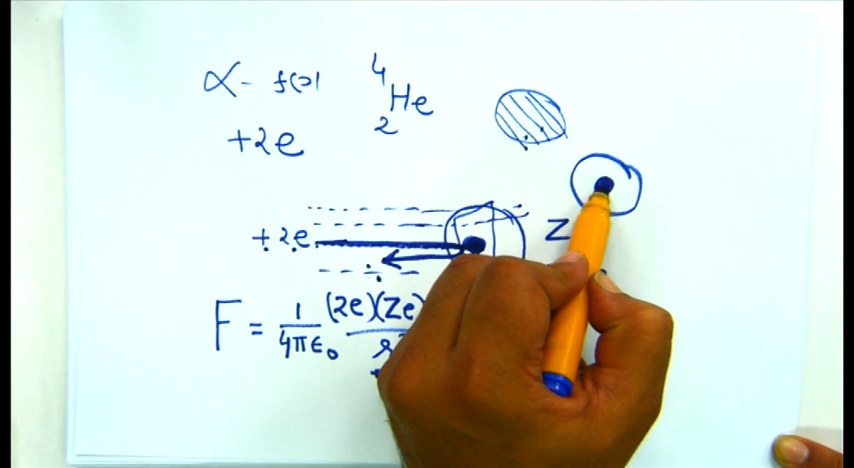 α-
⁴₂He
+2e
+2e
Z
F = 1/4πε₀ (2e)(Ze)